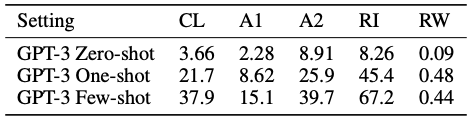 Setting CL A1 A2 RI RW
GPT-3 Zero-shot 3.66 2.28 8.91 8.26 0.09
GPT-3 One-shot 21.7 8.62 25.9 45.4 0.48
GPT-3 Few-shot 37.9 15.1 39.7 67.2 0.44